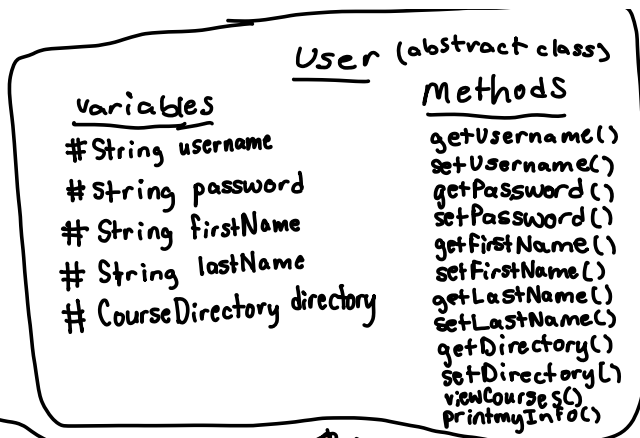 User (abstract class)
variables
# String username
# String password
# String firstName
# String lastName
# CourseDirectory directory
Methods
getUsername()
setUsername()
getPassword()
setPassword()
getFirstName()
setFirstName()
getLastName()
setLastName()
getDirectory()
setDirectory()
viewCourses()
printmyInfo()